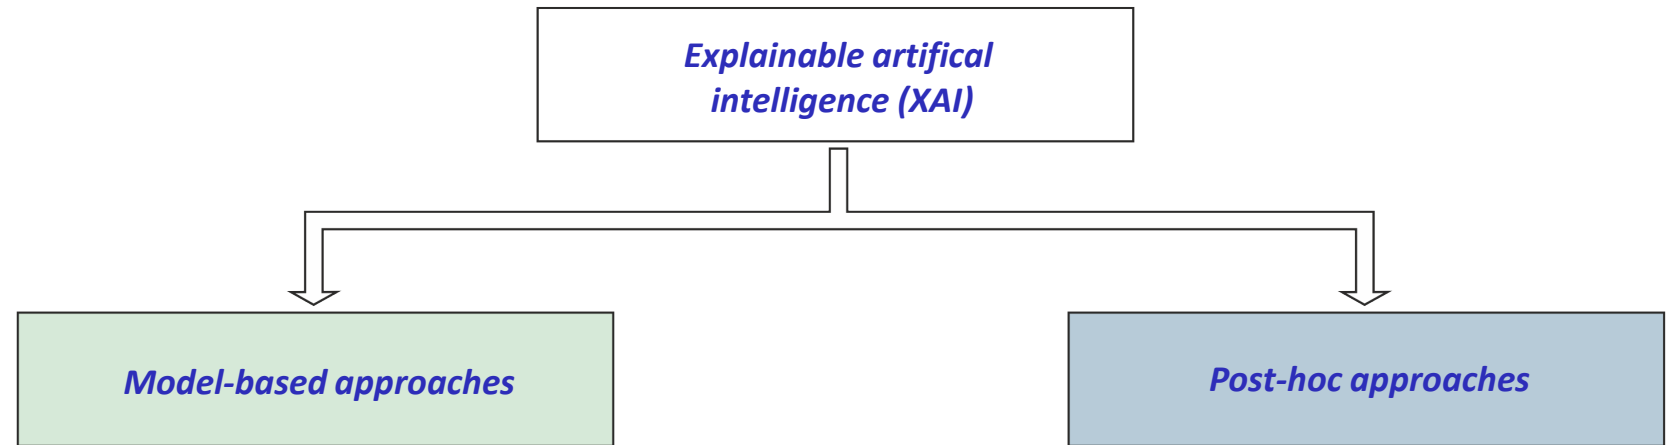 Explainable artifical
intelligence (XAI)
Model-based approaches
Post-hoc approaches